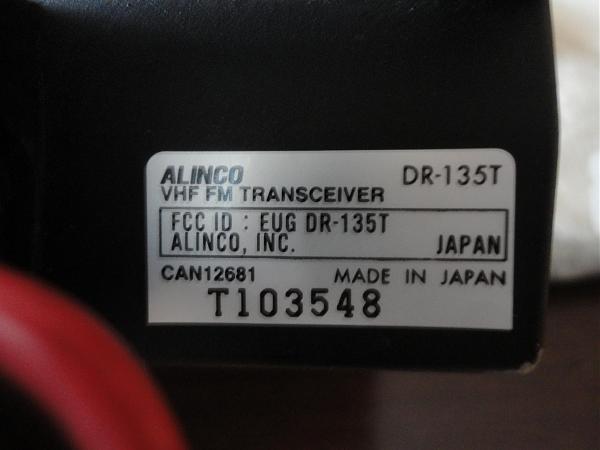 ALINCO DR-135T
VHF FM TRANSCEIVER
FCC ID : EUG DR-135T
ALINCO, INC. JAPAN
CAN12681 MADE IN JAPAN
T103548